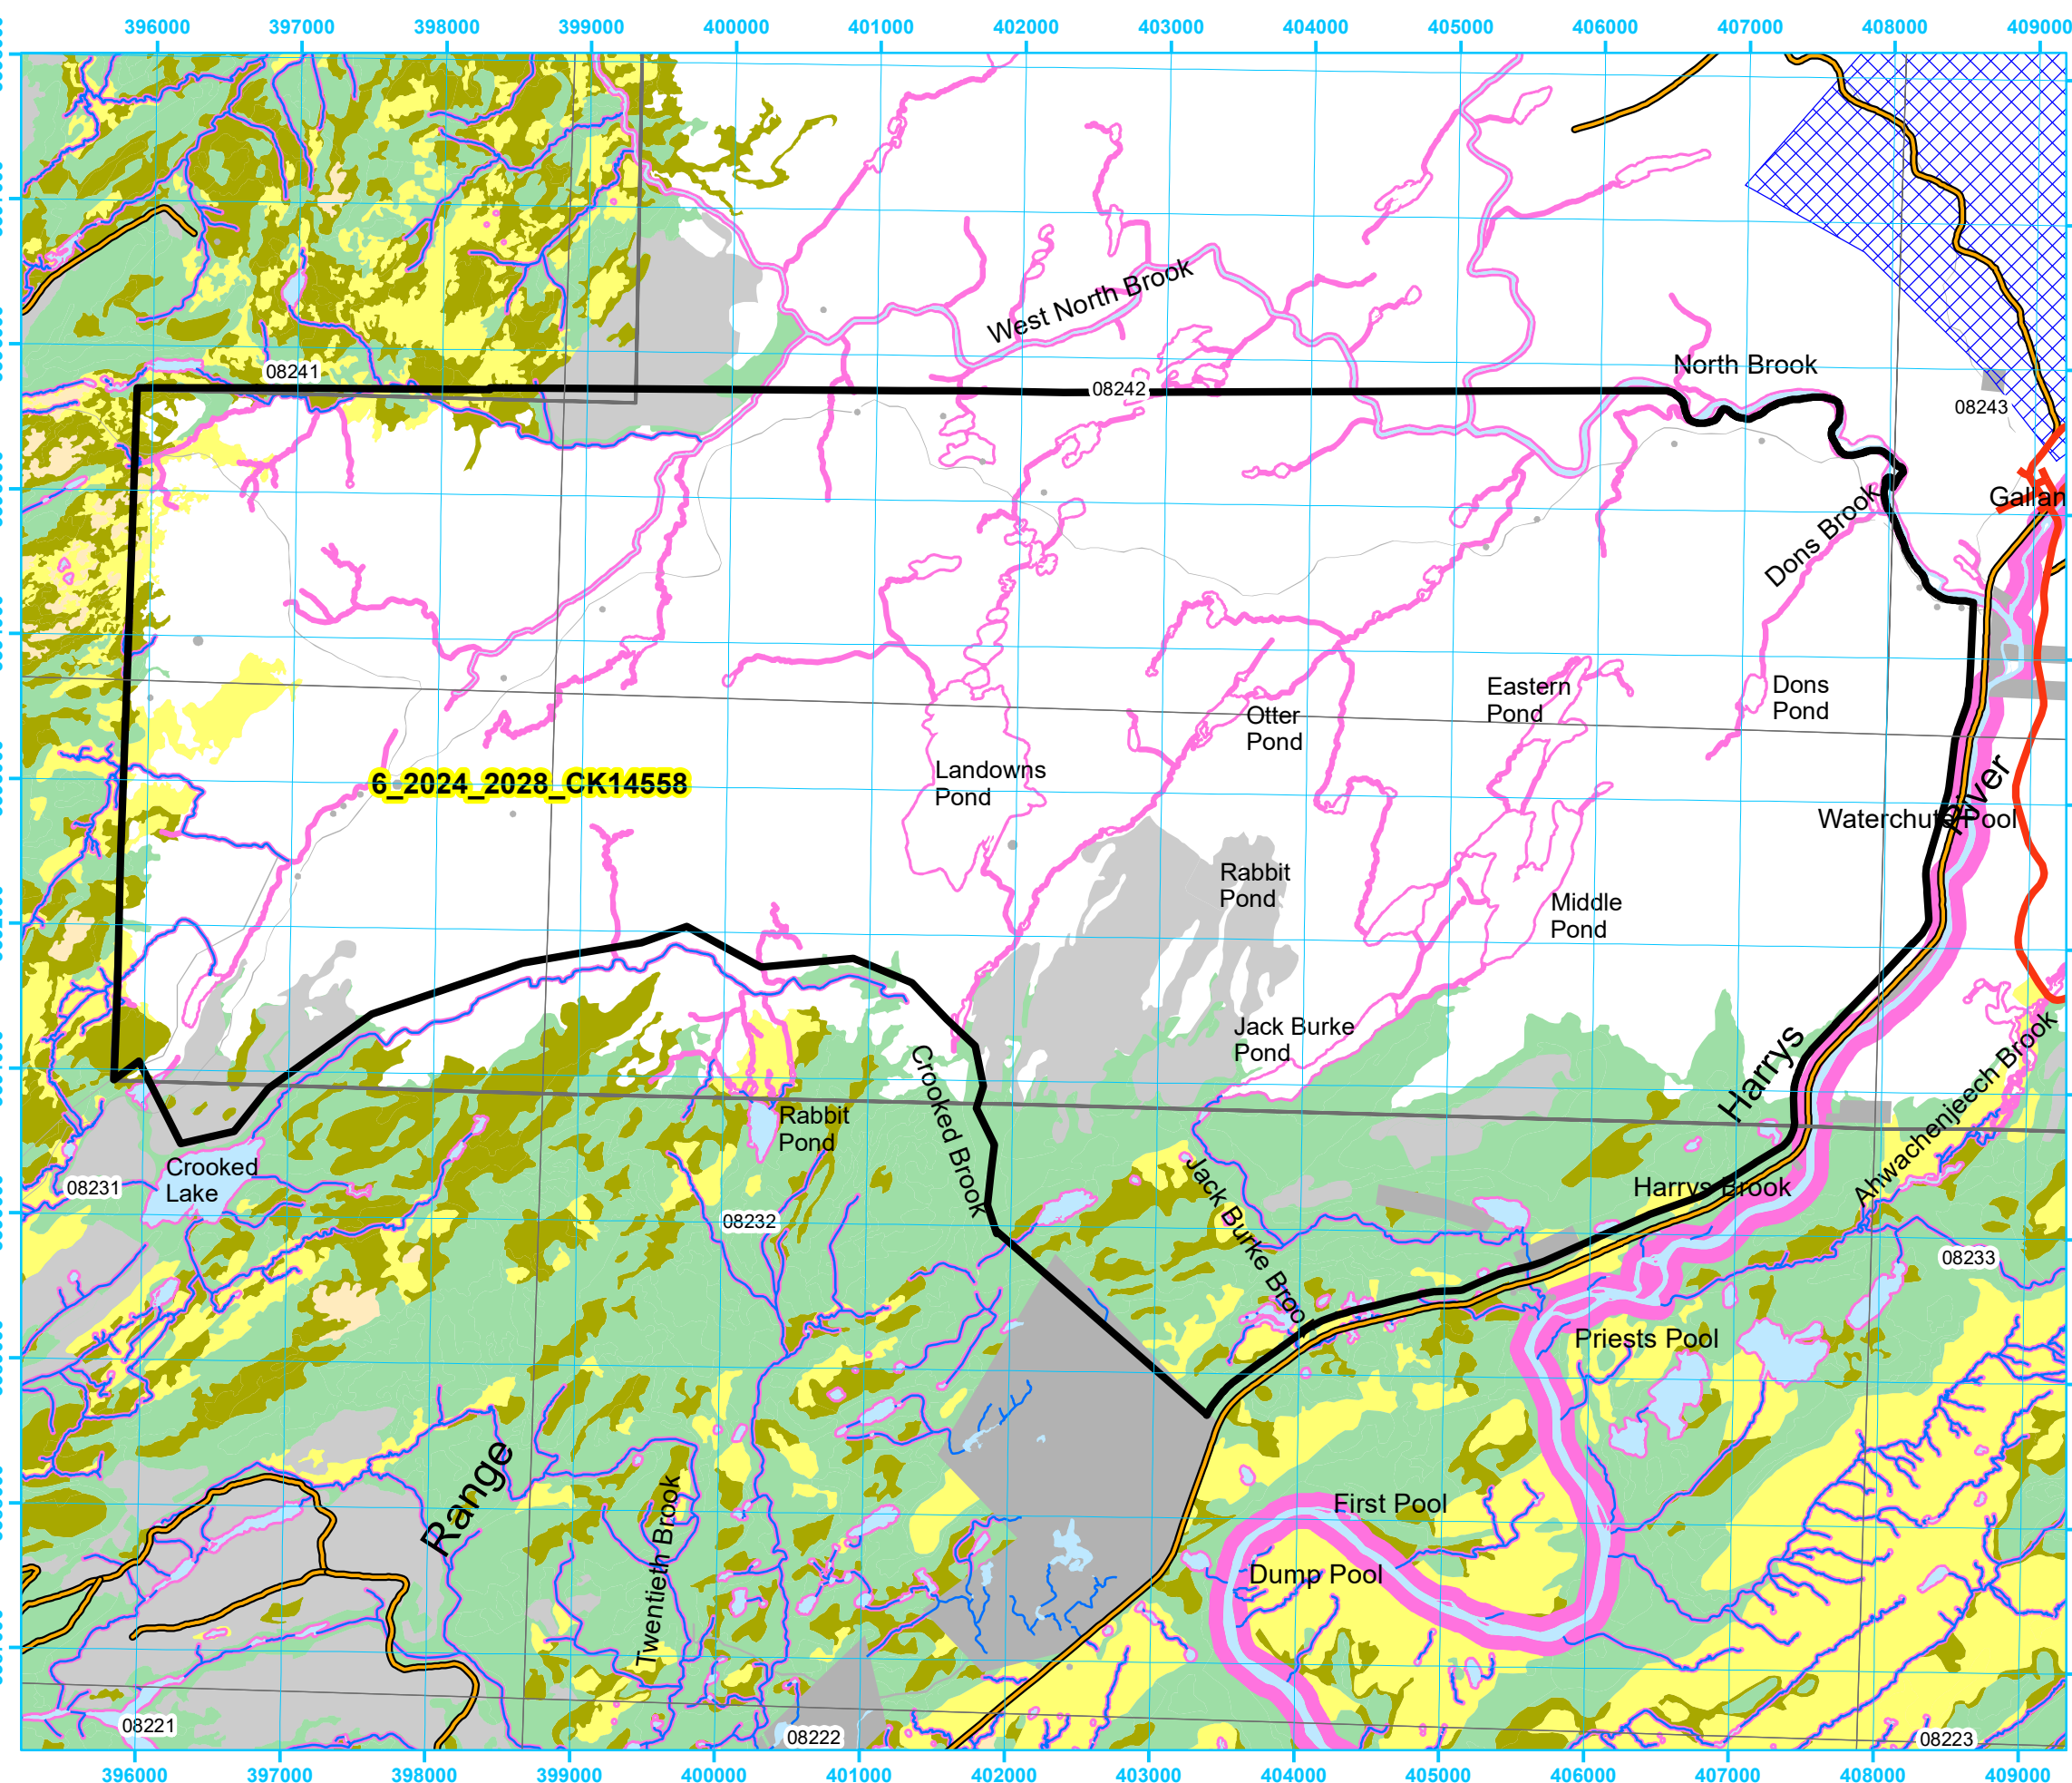 396000 397000 398000 399000 400000 401000 402000 403000 404000 405000 406000 407000 408000 409000
West North Brook
North Brook
08241
08242
08243
Gallan
Dons Brook
Eastern
Pond
Dons
Pond
Otter
Pond
Landowns
Pond
6_2024_2028_CK14558
River
Waterchute Pool
Rabbit
Pond
Middle
Pond
Jack Burke
Pond
Harrys
Ahwachenjeech Brook
Crooked Brook
Rabbit
Pond
Crooked
Lake
08231
08232
Jack Burke Broo
Harrys Brook
08233
Priests Pool
Range
Twentieth Brook
First Pool
Dump Pool
08221
08222
08223
396000 397000 398000 399000 400000 401000 402000 403000 404000 405000 406000 407000 408000 409000